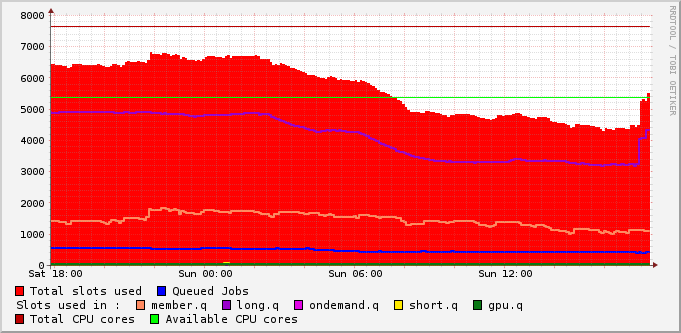 8000
7000
6000
5000
4000
3000
2000
1000
0
Sat 18:00 Sun 00:00 Sun 06:00 Sun 12:00
Total slots used Queued Jobs
Slots used in : member.q long.q ondemand.q short.q gpu.q
Total CPU cores Available CPU cores
RRDTOOL / TOBI OETIKER